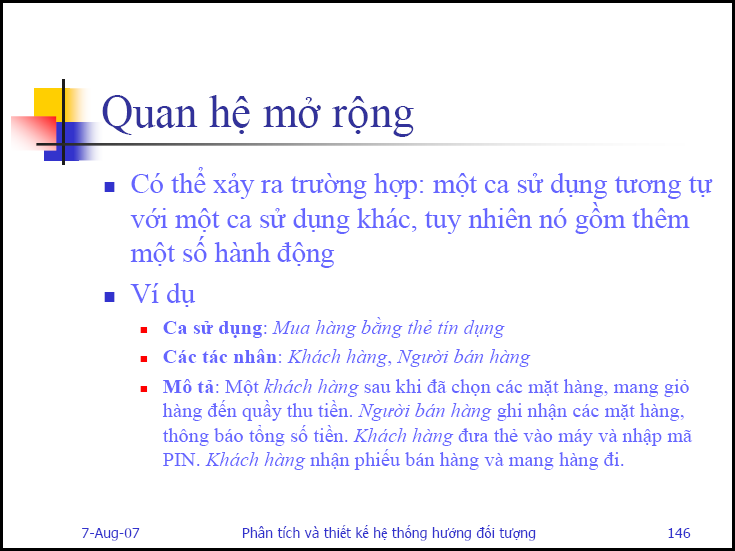 Quan hệ mở rộng
Có thể xảy ra trường hợp: một ca sử dụng tương tự
với một ca sử dụng khác, tuy nhiên nó gồm thêm
một số hành động
Ví dụ
Ca sử dụng: Mua hàng bằng thẻ tín dụng
Các tác nhân: Khách hàng, Người bán hàng
Mô tả: Một khách hàng sau khi đã chọn các mặt hàng, mang giỏ
hàng đến quầy thu tiền. Người bán hàng ghi nhận các mặt hàng,
thông báo tổng số tiền. Khách hàng đưa thẻ vào máy và nhập mã
PIN. Khách hàng nhận phiếu bán hàng và mang hàng đi.
7-Aug-07 Phân tích và thiết kế hệ thống hướng đối tượng 146